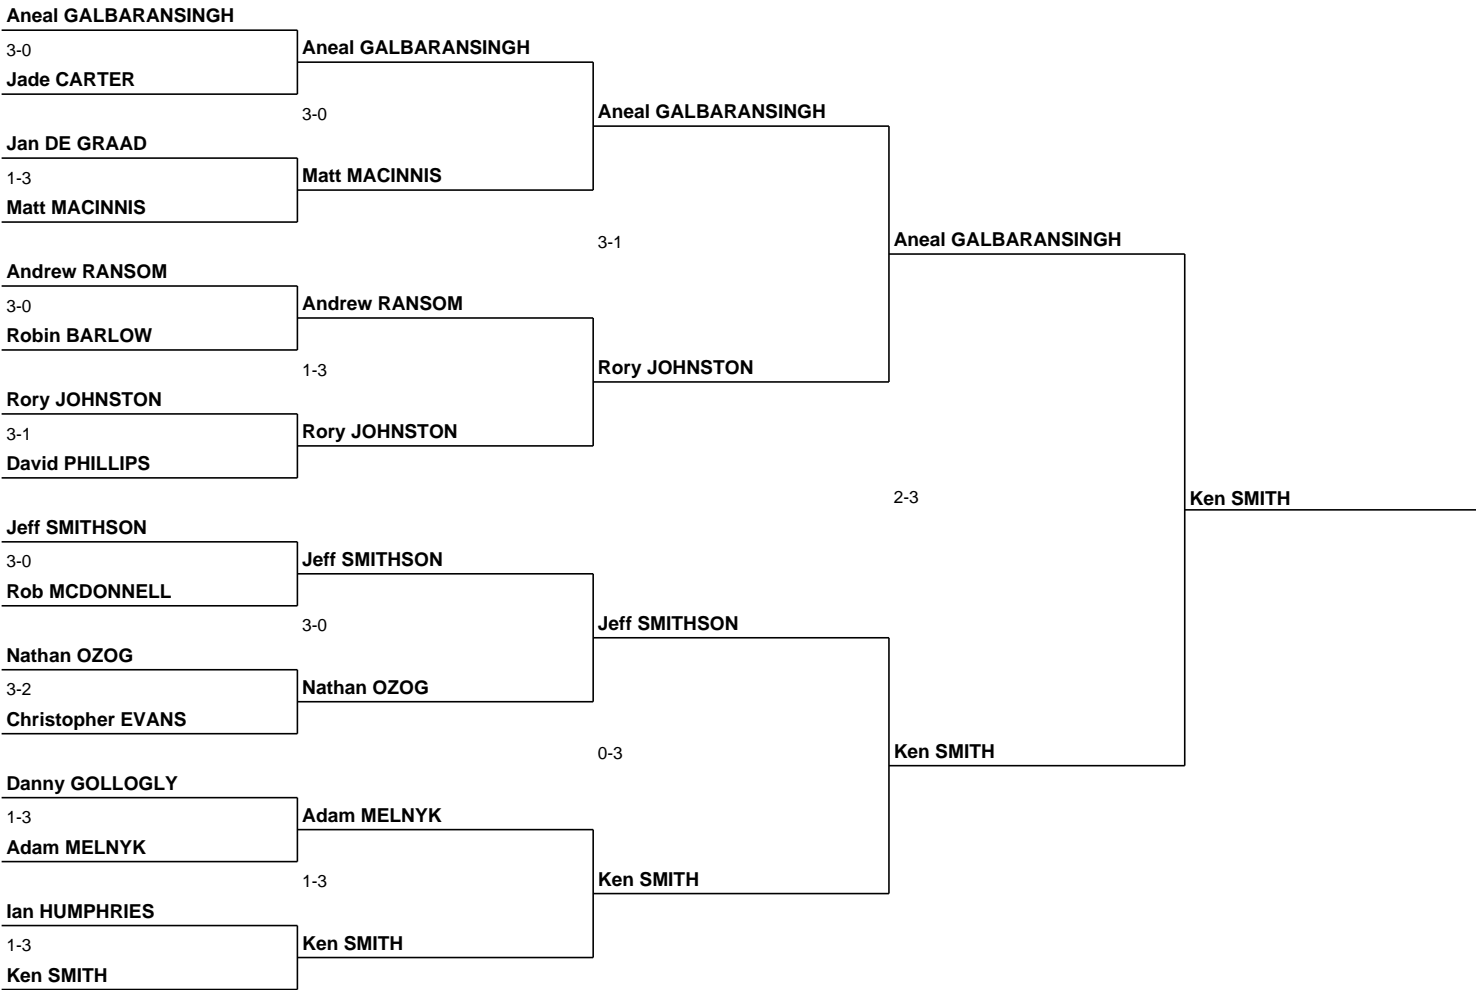 Aneal GALBARANSINGH
3-0
Jade CARTER
Aneal GALBARANSINGH
3-0
Matt MACINNIS
Jan DE GRAAD
1-3
Matt MACINNIS
Aneal GALBARANSINGH
3-1
Rory JOHNSTON
Andrew RANSOM
3-0
Robin BARLOW
Andrew RANSOM
1-3
Rory JOHNSTON
Rory JOHNSTON
3-1
David PHILLIPS
Aneal GALBARANSINGH
2-3
Ken SMITH
Ken SMITH
Jeff SMITHSON
3-0
Rob MCDONNELL
Jeff SMITHSON
3-0
Nathan OZOG
Nathan OZOG
3-2
Christopher EVANS
Jeff SMITHSON
0-3
Ken SMITH
Danny GOLLOGLY
1-3
Adam MELNYK
Adam MELNYK
1-3
Ken SMITH
Ian HUMPHRIES
1-3
Ken SMITH